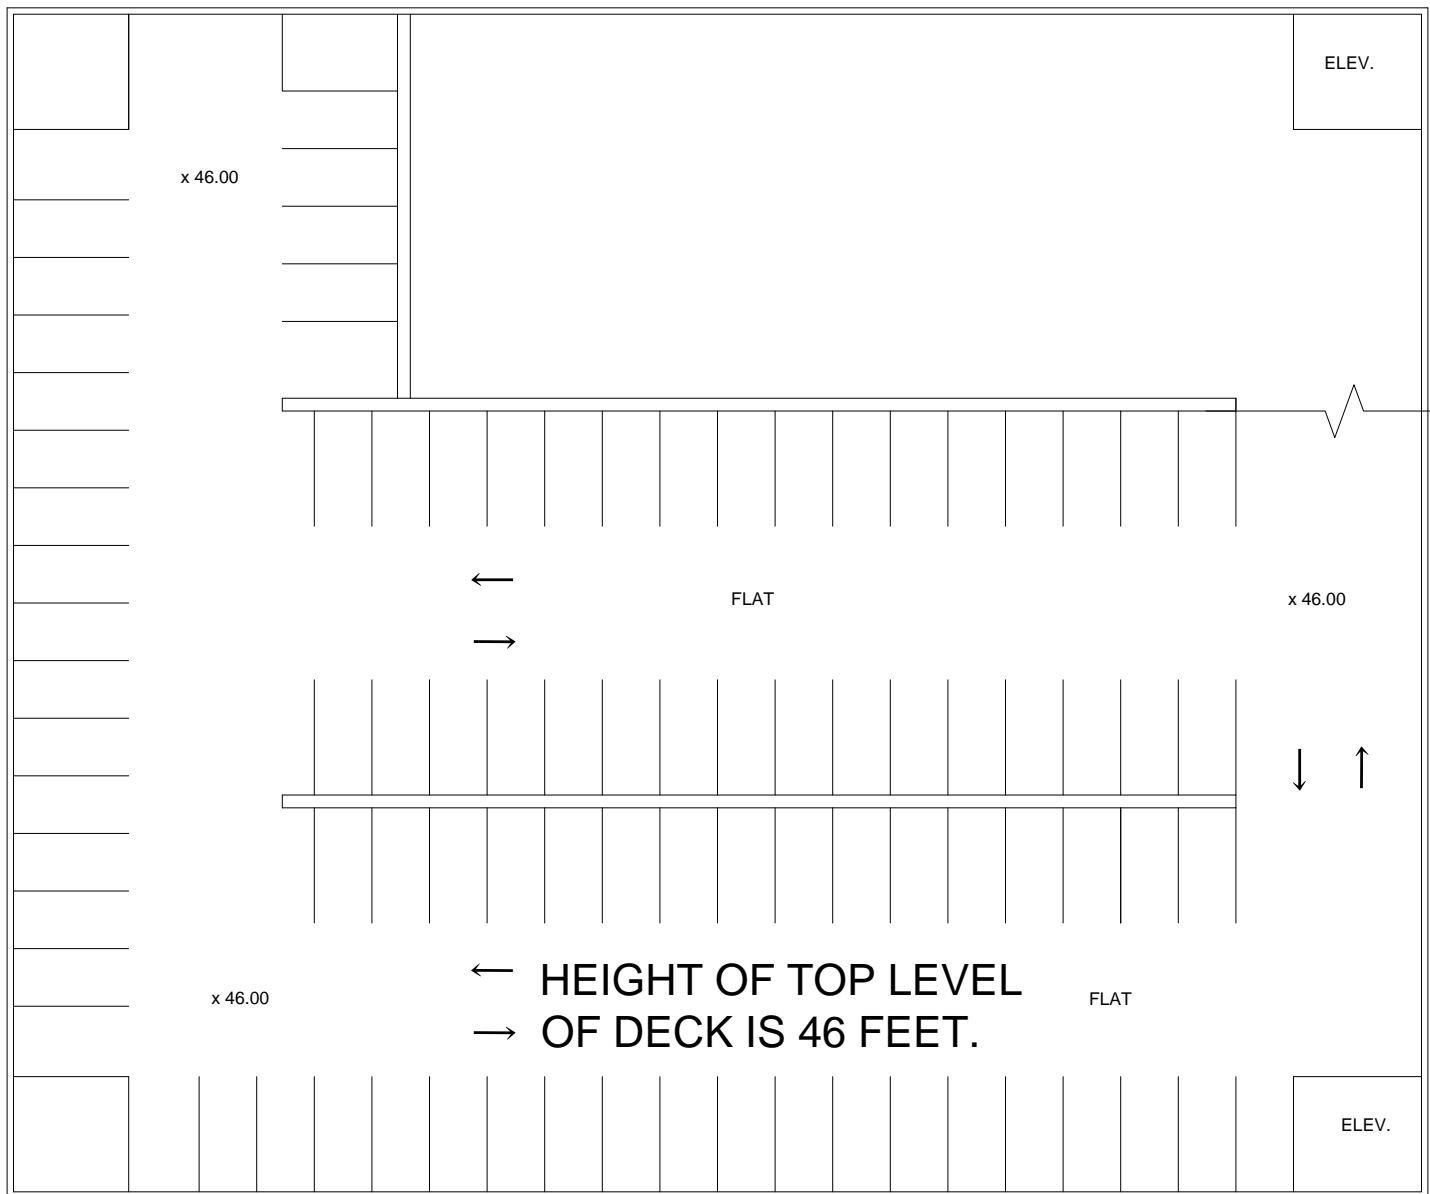 ELEV.
x 46.00
FLAT
x 46.00
HEIGHT OF TOP LEVEL
OF DECK IS 46 FEET.
x 46.00
FLAT
ELEV.